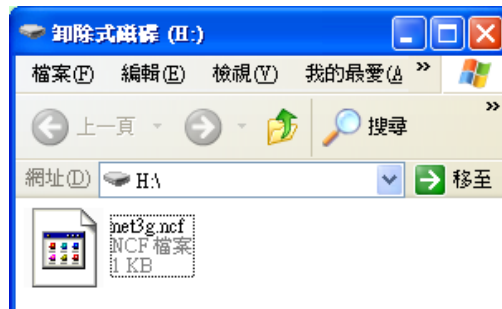 卸除式磁碟 (H:)
檔案(F) 編輯(E) 檢視(V) 我的最愛(A »
上一頁 搜尋 »
網址(D) H:\ 移至
net3g.ncf
NCF 檔案
1 KB